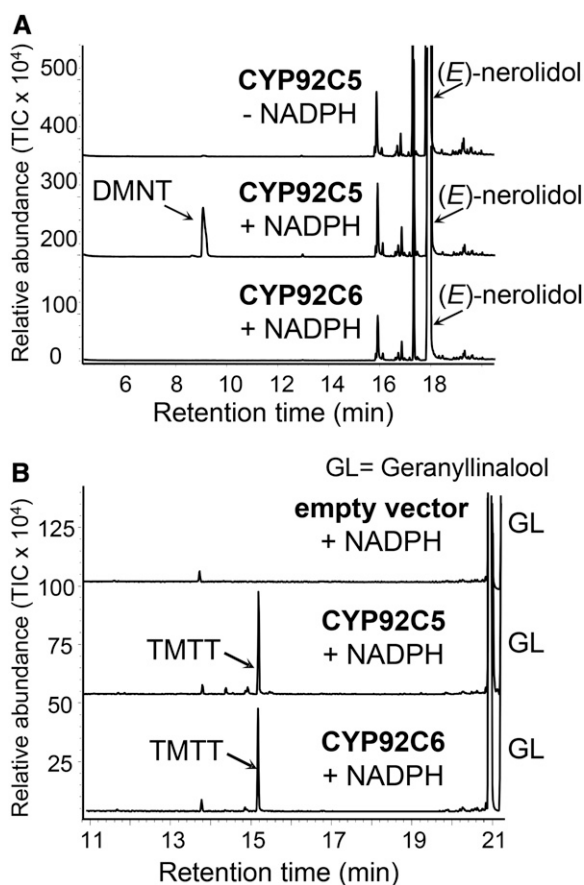 A
Relative abundance (TIC x 10⁴)
500
400
300
200
100
0
CYP92C5
- NADPH
(E)-nerolidol
DMNT
CYP92C5
+ NADPH
(E)-nerolidol
CYP92C6
+ NADPH
(E)-nerolidol
6 8 10 12 14 16 18
Retention time (min)
B
GL= Geranyllinalool
Relative abundance (TIC x 10⁴)
125
100
75
50
25
empty vector
+ NADPH
GL
TMTT
CYP92C5
+ NADPH
GL
TMTT
CYP92C6
+ NADPH
GL
11 13 15 17 19 21
Retention time (min)